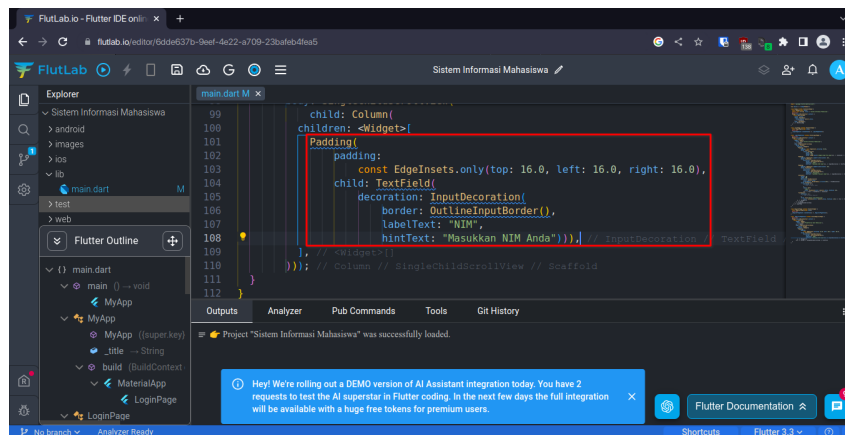 FlutLab.io - Flutter IDE onlin
flutlab.io/editor/6dde637b-9eef-4e22-a709-23bafeb4fea5
FlutLab
Sistem Informasi Mahasiswa
Explorer
Sistem Informasi Mahasiswa
android
images
ios
lib
main.dart M
test
web
Flutter Outline
main.dart
main () → void
MyApp
MyApp
MyApp ({super.key)
_title → String
build (BuildContext
MaterialApp
LoginPage
LoginPage
main.dart M
99 child: Column(
100 children: <Widget>[
101 Padding(
102 padding:
103 const EdgeInsets.only(top: 16.0, left: 16.0, right: 16.0),
104 child: TextField(
105 decoration: InputDecoration(
106 border: OutlineInputBorder(),
107 labelText: "NIM",
108 hintText: "Masukkan NIM Anda"))), // InputDecoration // TextField
109 ], // <Widget>[]
110 ))); // Column // SingleChildScrollView // Scaffold
111 }
112 }
Outputs Analyzer Pub Commands Tools Git History
Project "Sistem Informasi Mahasiswa" was successfully loaded.
Hey! We're rolling out a DEMO version of AI Assistant integration today. You have 2
requests to test the AI superstar in Flutter coding. In the next few days the full integration
will be available with a huge free tokens for premium users.
Flutter Documentation
No branch Analyzer Ready
Shortcuts Flutter 3.3